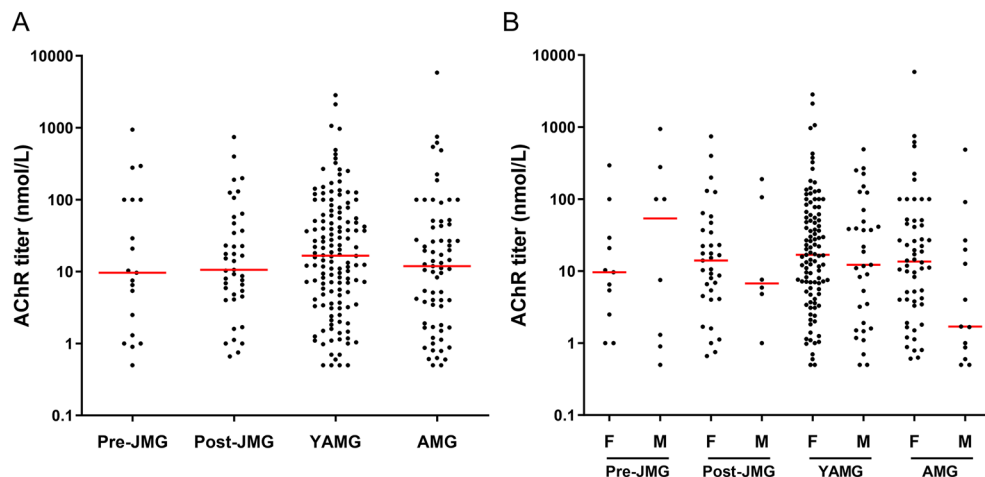 A
AChR titer (nmol/L)
10000
1000
100
10
1
0.1
Pre-JMG Post-JMG YAMG AMG
B
AChR titer (nmol/L)
10000
1000
100
10
1
0.1
F M F M F M F M
Pre-JMG Post-JMG YAMG AMG